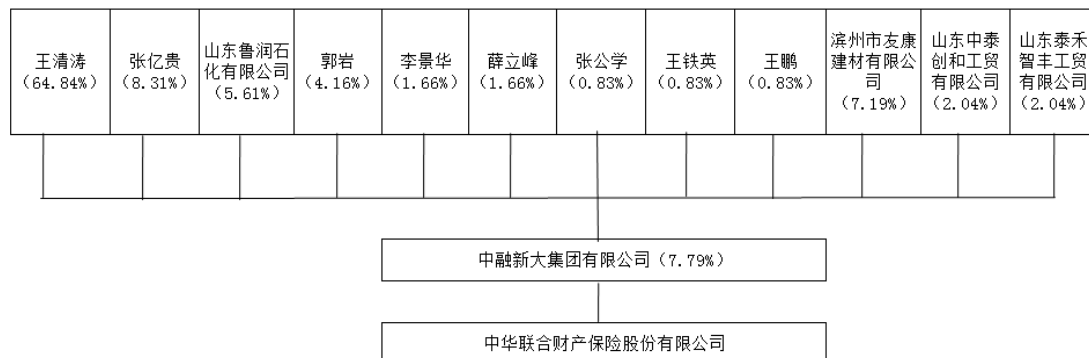 王清涛
(64.84%)
张亿贵
(8.31%)
山东鲁润石
化有限公司
(5.61%)
郭岩
(4.16%)
李景华
(1.66%)
薛立峰
(1.66%)
张公学
(0.83%)
王铁英
(0.83%)
王鹏
(0.83%)
滨州市友康
建材有限公
司
(7.19%)
山东中泰
创和工贸
有限公司
(2.04%)
山东泰禾
智丰工贸
有限公司
(2.04%)
中融新大集团有限公司(7.79%)
中华联合财产保险股份有限公司